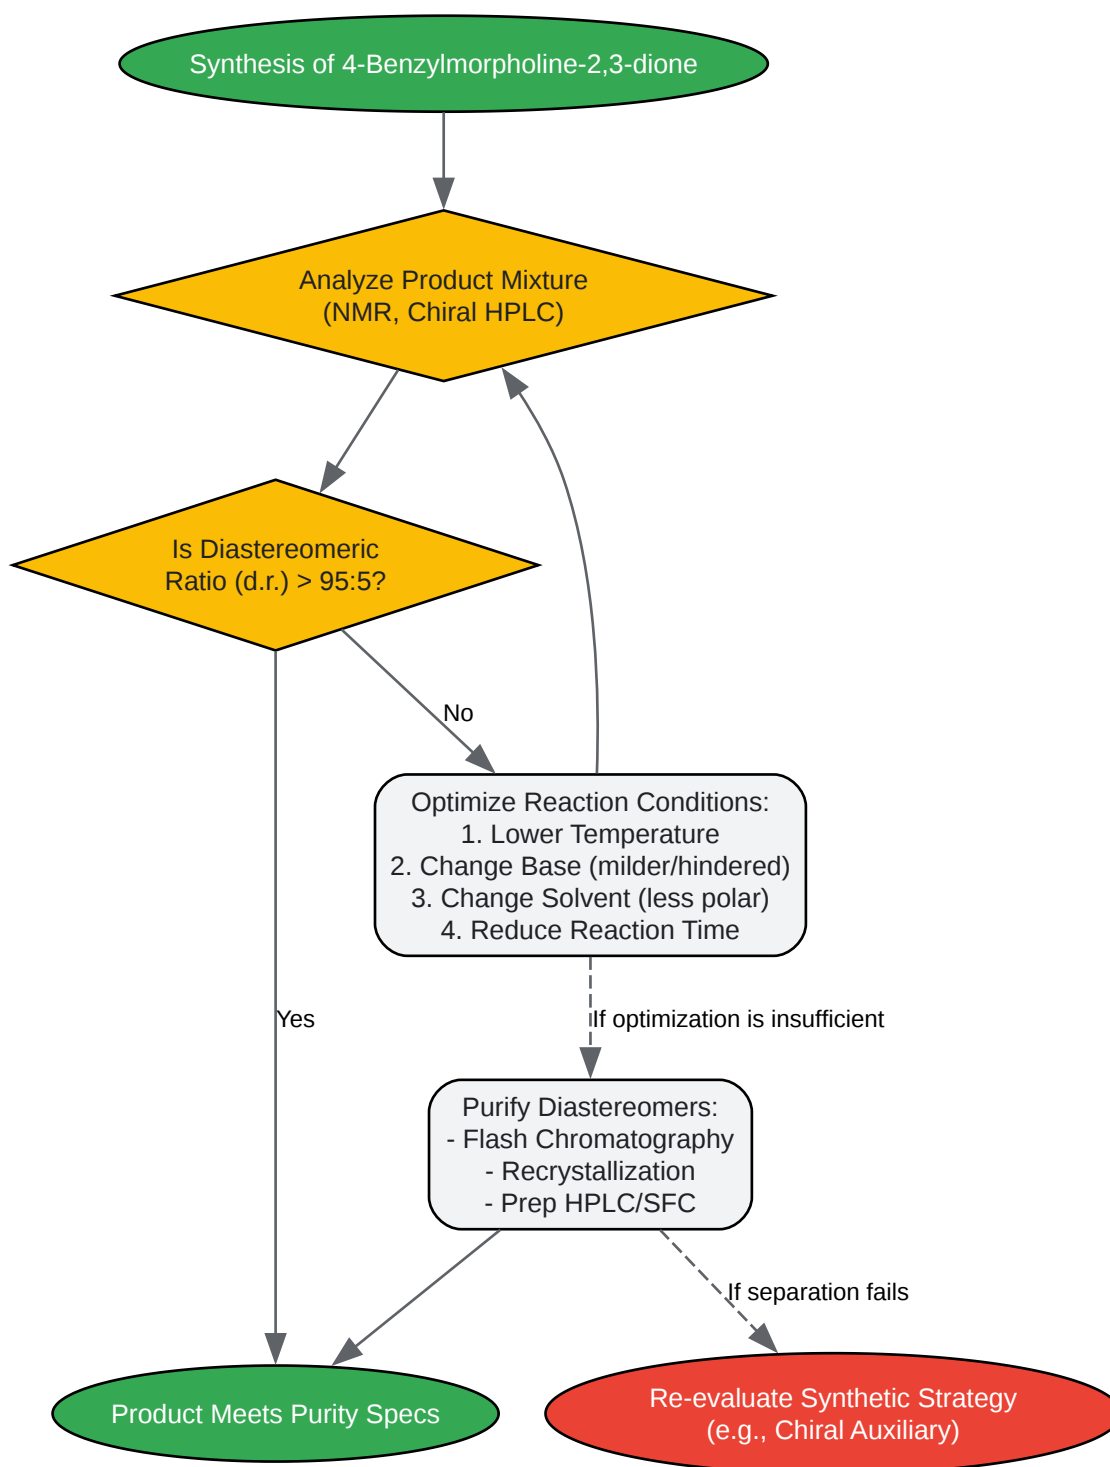 Synthesis of 4-Benzylmorpholine-2,3-dione
Analyze Product Mixture
(NMR, Chiral HPLC)
Is Diastereomeric
Ratio (d.r.) > 95:5?
No
Optimize Reaction Conditions:
1. Lower Temperature
2. Change Base (milder/hindered)
3. Change Solvent (less polar)
4. Reduce Reaction Time
Yes
If optimization is insufficient
Purify Diastereomers:
- Flash Chromatography
- Recrystallization
- Prep HPLC/SFC
If separation fails
Product Meets Purity Specs
Re-evaluate Synthetic Strategy
(e.g., Chiral Auxiliary)